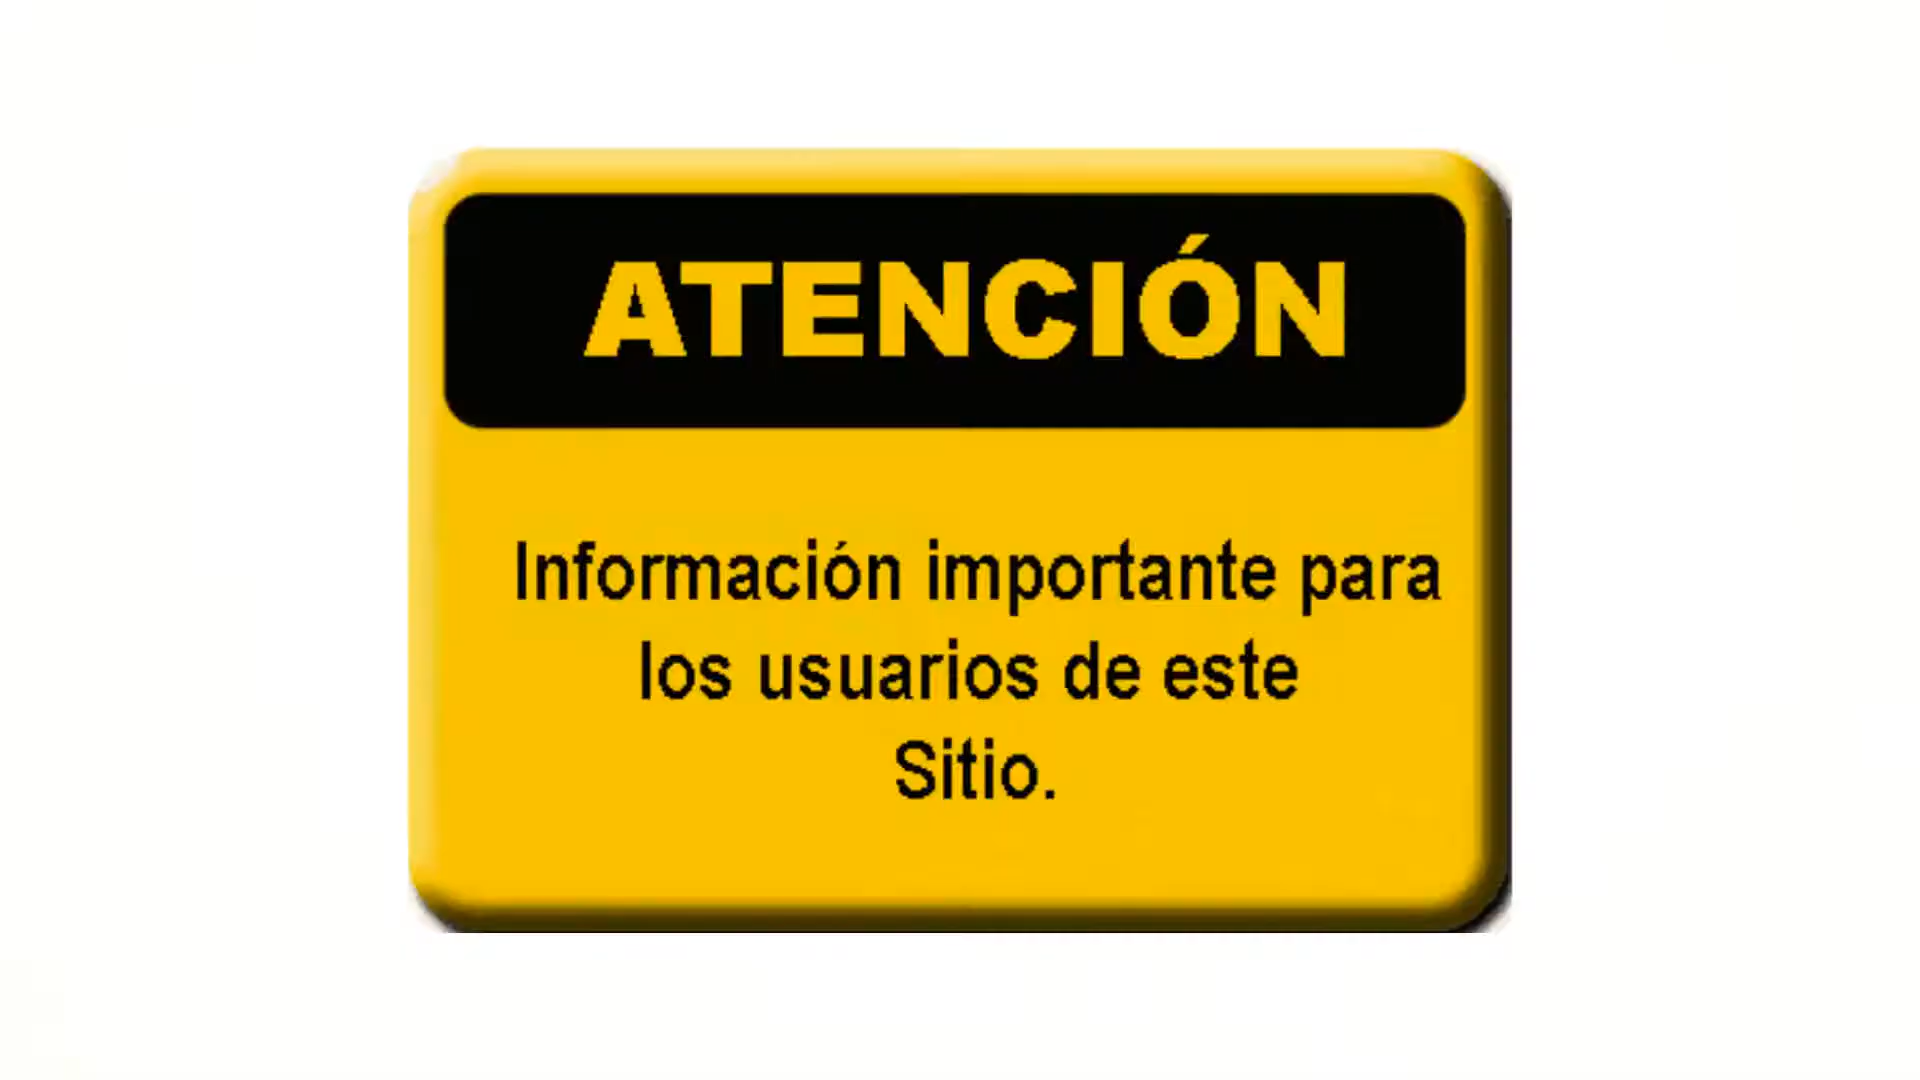 ATENCIÓN
Información importante para
los usuarios de este
Sitio.